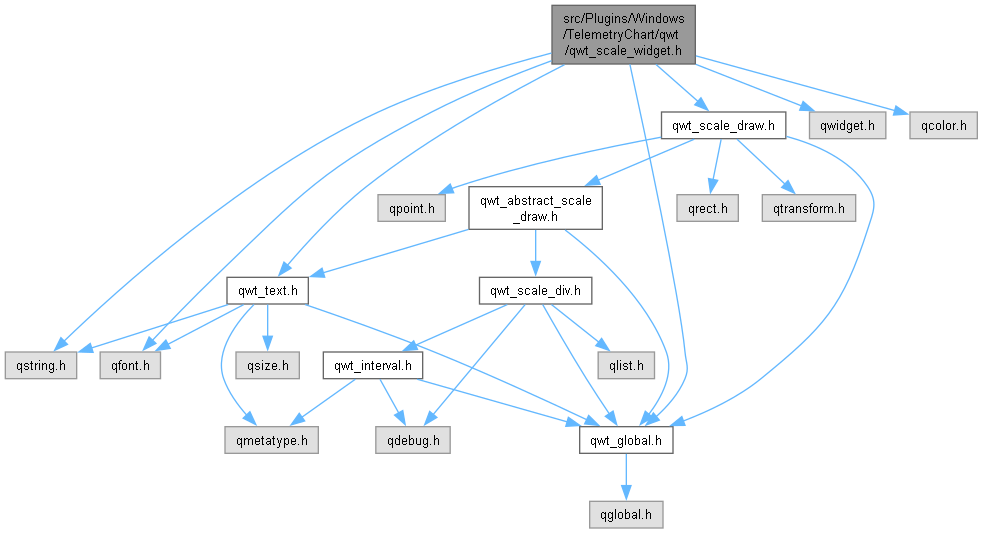 src/Plugins/Windows
/TelemetryChart/qwt
/qwt_scale_widget.h
qwt_scale_draw.h
qwidget.h
qcolor.h
qpoint.h
qwt_abstract_scale
_draw.h
qrect.h
qtransform.h
qwt_text.h
qwt_scale_div.h
qstring.h
qfont.h
qsize.h
qwt_interval.h
qlist.h
qmetatype.h
qdebug.h
qwt_global.h
qglobal.h